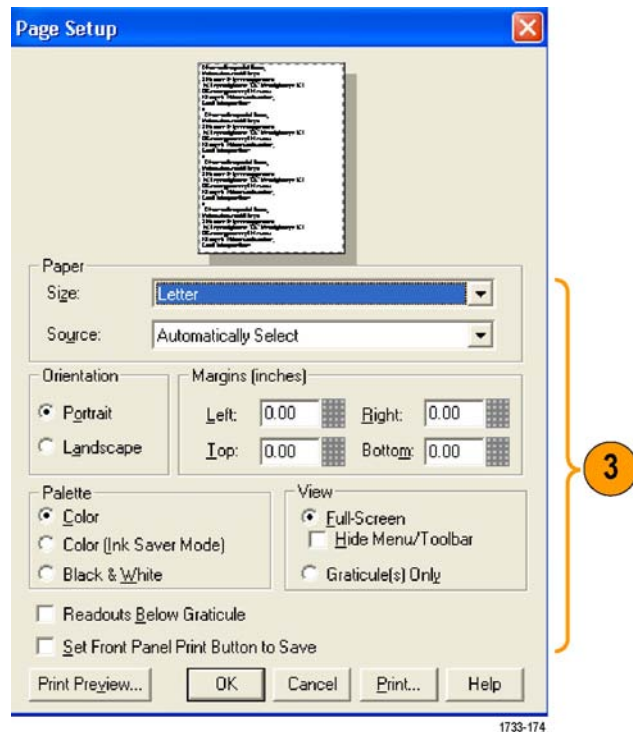 Page Setup
Paper
Size: Letter
Source: Automatically Select
Orientation
Portrait
Landscape
Margins (inches)
Left: 0.00 Right: 0.00
Top: 0.00 Bottom: 0.00
Palette
Color
Color (Ink Saver Mode)
Black & White
View
Full-Screen
Hide Menu/Toolbar
Graticule(s) Only
Readouts Below Graticule
Set Front Panel Print Button to Save
Print Preview... OK Cancel Print... Help
3
1733-174